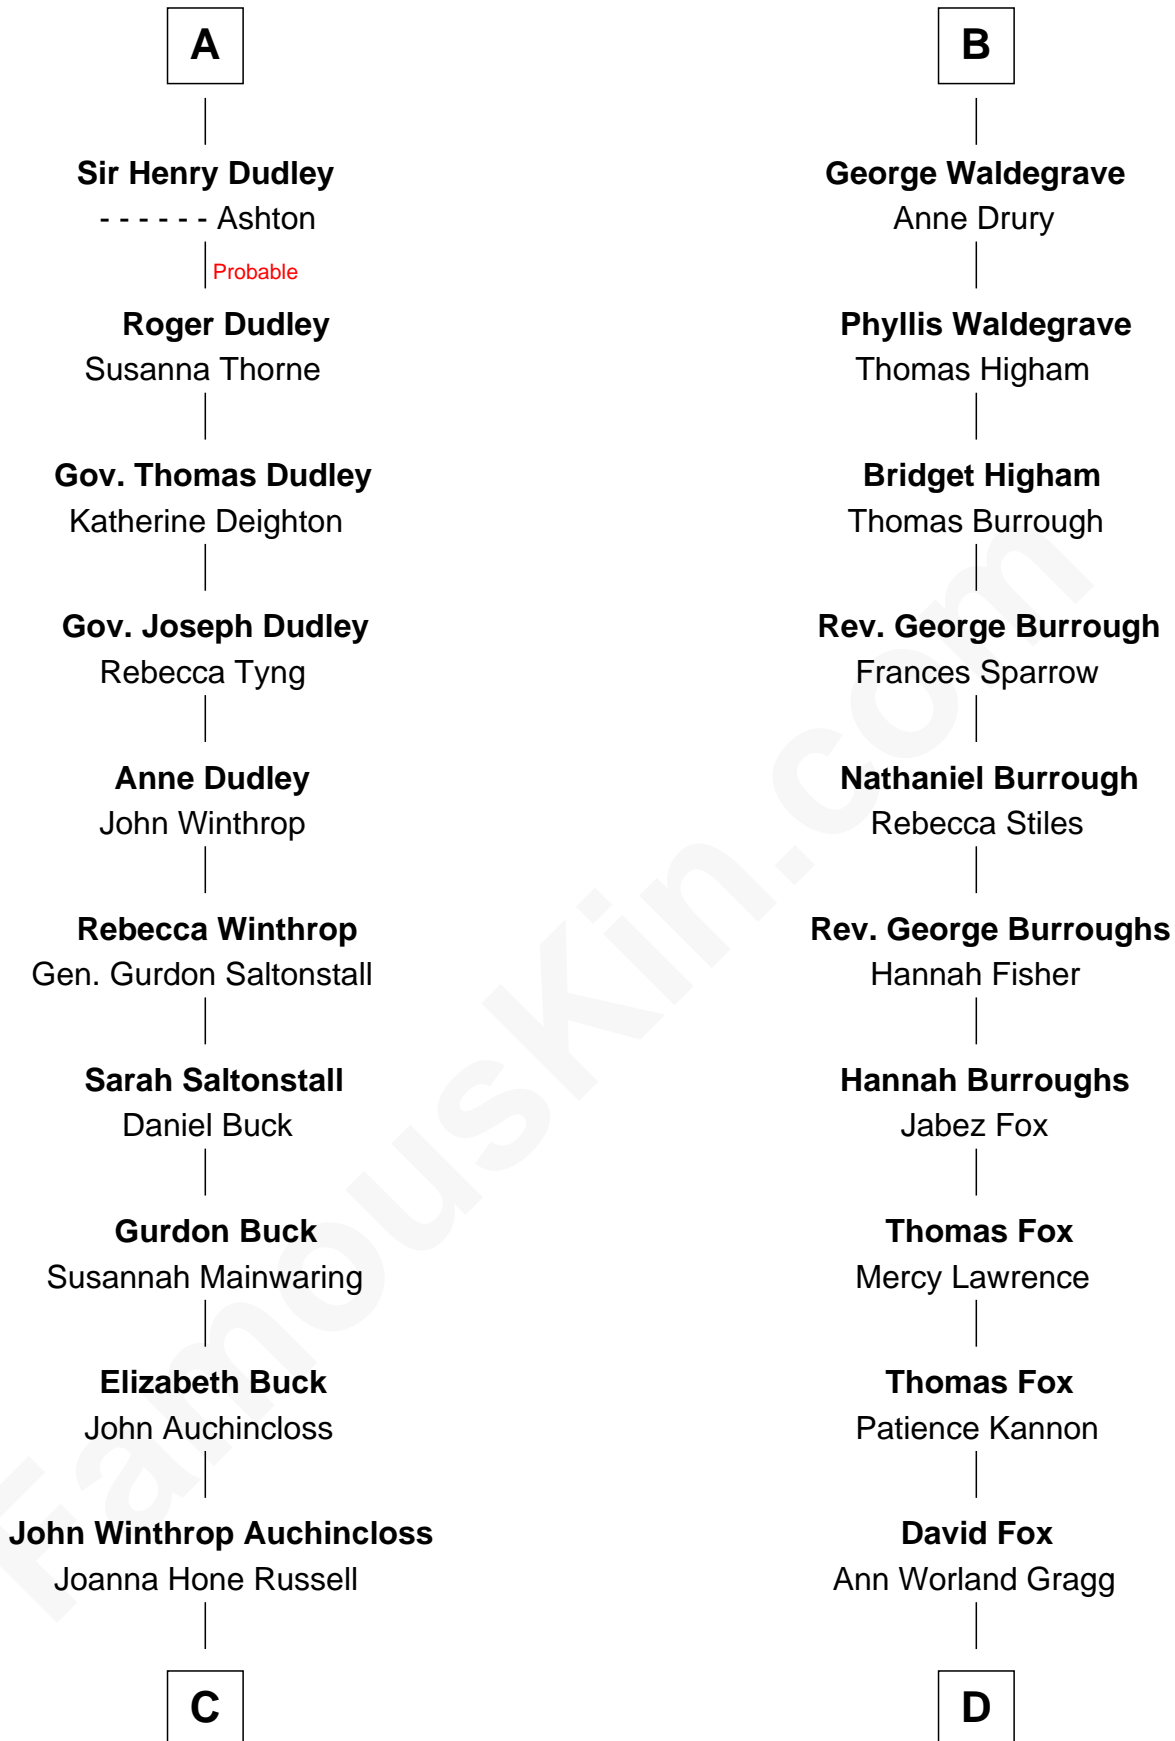 A
Sir Henry Dudley
- - - - - - Ashton
Probable
Roger Dudley
Susanna Thorne
Gov. Thomas Dudley
Katherine Deighton
Gov. Joseph Dudley
Rebecca Tyng
Anne Dudley
John Winthrop
Rebecca Winthrop
Gen. Gurdon Saltonstall
Sarah Saltonstall
Daniel Buck
Gurdon Buck
Susannah Mainwaring
Elizabeth Buck
John Auchincloss
John Winthrop Auchincloss
Joanna Hone Russell
C
B
George Waldegrave
Anne Drury
Phyllis Waldegrave
Thomas Higham
Bridget Higham
Thomas Burrough
Rev. George Burrough
Frances Sparrow
Nathaniel Burrough
Rebecca Stiles
Rev. George Burroughs
Hannah Fisher
Hannah Burroughs
Jabez Fox
Thomas Fox
Mercy Lawrence
Thomas Fox
Patience Kannon
David Fox
Ann Worland Gragg
D
FamousKin.com